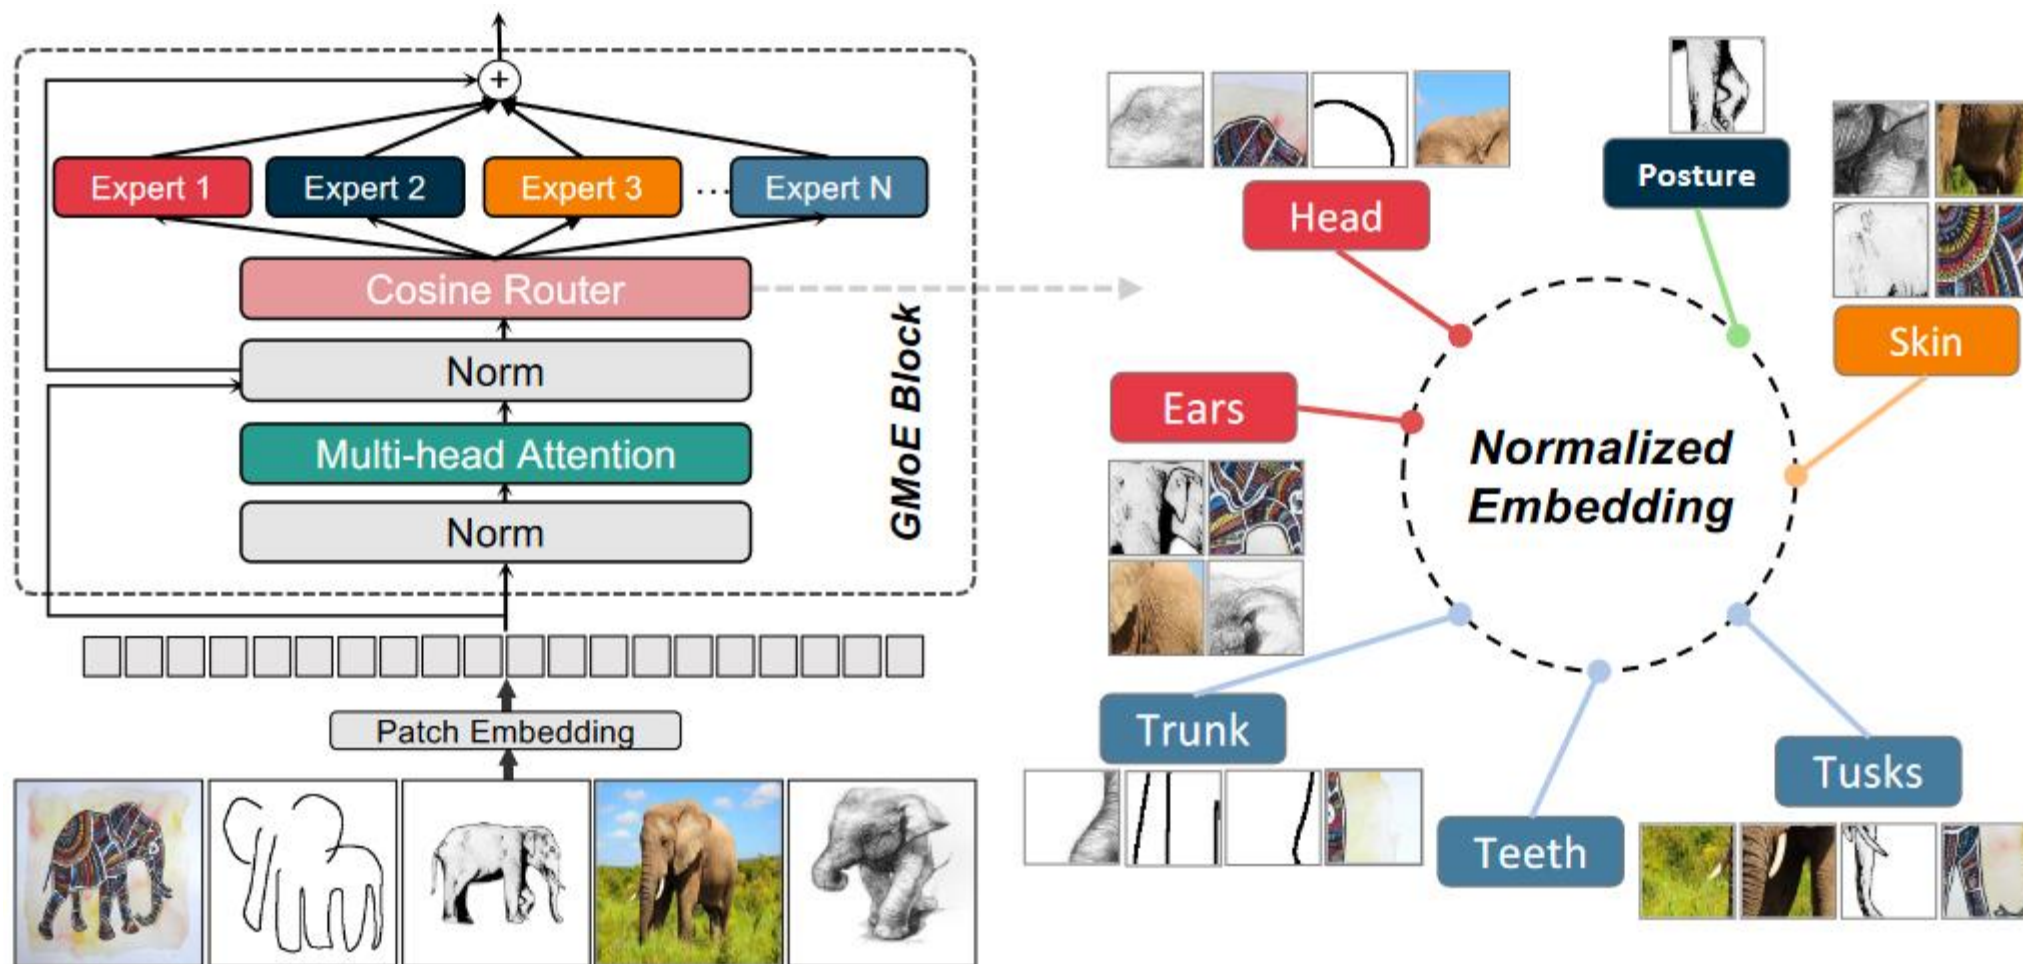 +
Expert 1
Expert 2
Expert 3
...
Expert N
Cosine Router
Norm
Multi-head Attention
Norm
GMoE Block
Patch Embedding
Head
Posture
Skin
Ears
Normalized
Embedding
Trunk
Teeth
Tusks